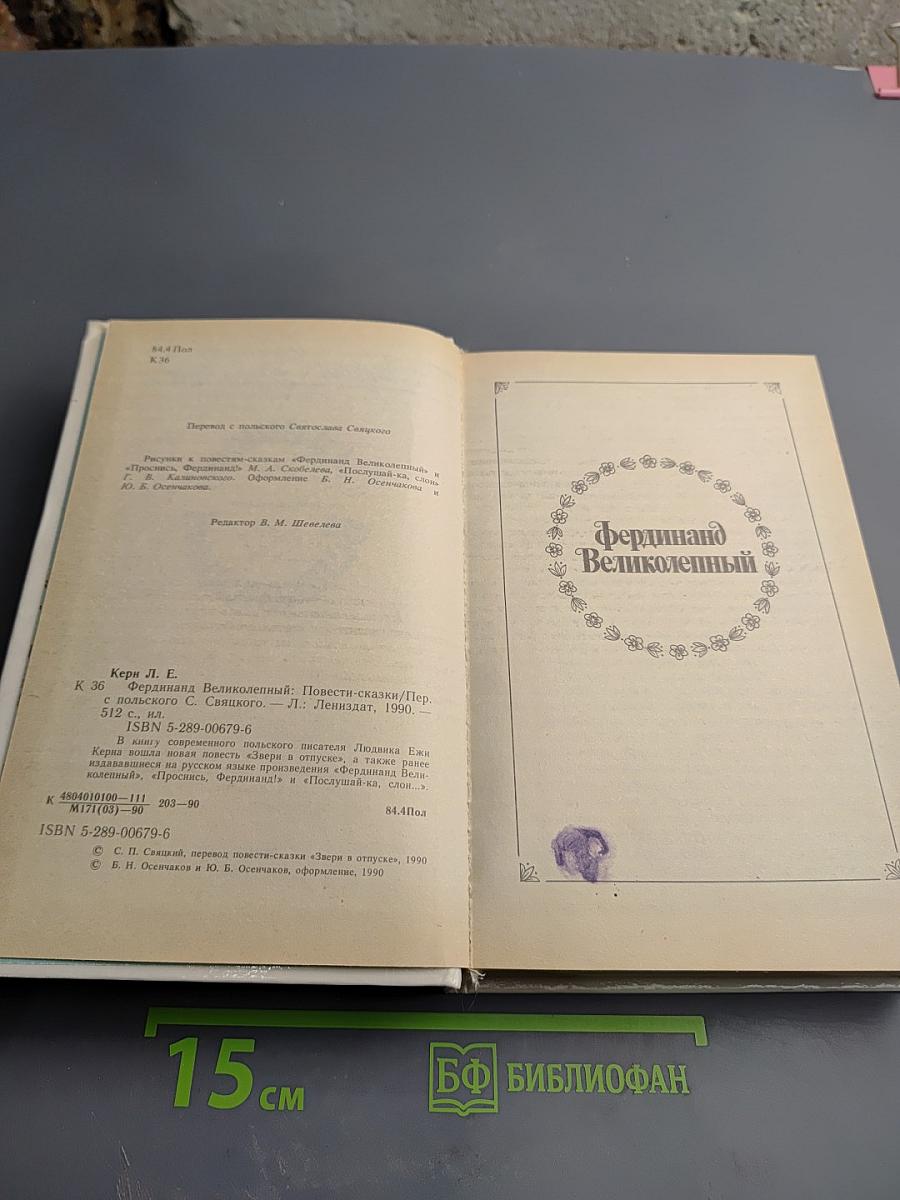 84.4 Пол
К 36
Перевод с польского Святослава Свяцкого
Рисунки к повестям-сказкам «Фердинанд Великолепный» и
«Проснись, Фердинанд!» М. А. Скобелева, «Послушай-ка, слон»
Г. В. Калиновского. Оформление Б. Н. Осенчакова и
Ю. Б. Осенчакова.
Редактор В. М. Шевелева
Керн Л. Е.
К 36 Фердинанд Великолепный: Повести-сказки/Пер.
с польского С. Свяцкого. — Л.: Лениздат, 1990. —
512 с., ил.
ISBN 5-289-00679-6
В книгу современного польского писателя Людвика Ежи
Керна вошла новая повесть «Звери в отпуске», а также ранее
издававшиеся на русском языке произведения «Фердинанд Вели-
колепный», «Проснись, Фердинанд!» и «Послушай-ка, слон...».
К 4804010100—111
М171(03)—90 203—90
84.4Пол
ISBN 5-289-00679-6
© С. П. Свяцкий, перевод повести-сказки «Звери в отпуске», 1990
© Б. Н. Осенчаков и Ю. Б. Осенчаков, оформление, 1990
Фердинанд
Великолепный
15 см
БФ БИБЛИОФАН